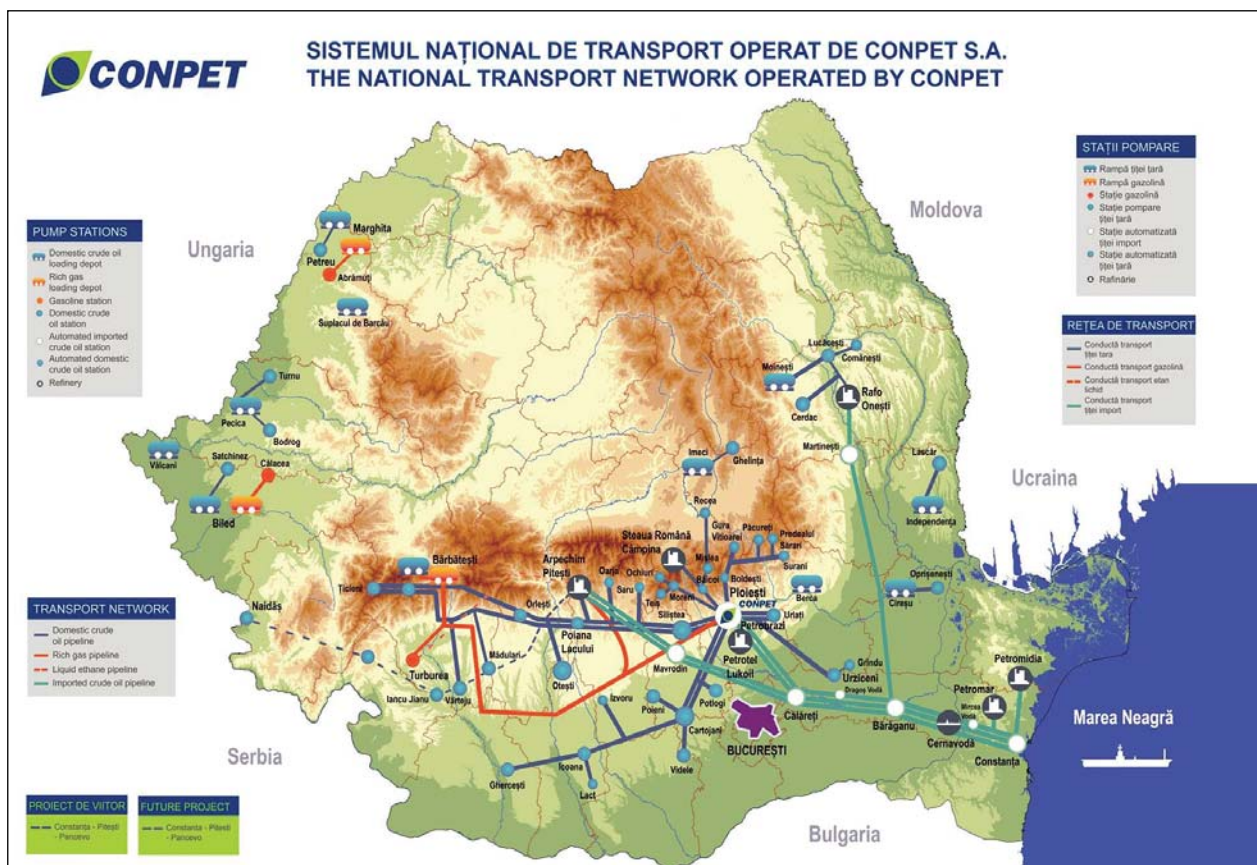 CONPET
SISTEMUL NAȚIONAL DE TRANSPORT OPERAT DE CONPET S.A.
THE NATIONAL TRANSPORT NETWORK OPERATED BY CONPET
PUMP STATIONS
Domestic crude oil
loading depot
Rich gas
loading depot
Gasoline station
Domestic crude
oil station
Automated imported
crude oil station
Automated domestic
crude oil station
Refinery
TRANSPORT NETWORK
Domestic crude
oil pipeline
Rich gas pipeline
Liquid ethane pipeline
Imported crude oil pipeline
PROIECT DE VIITOR
Constanța - Pitești
- Pancevo
FUTURE PROJECT
Constanta - Pitesti
- Pancevo
STAȚII POMPARE
Rampă țiței țară
Rampă gazolină
Stație gazolină
Stație pompare
țiței țară
Stație automatizată
țiței import
Stație automatizată
țiței țară
Rafinărie
REȚEA DE TRANSPORT
Conductă transport
țiței tara
Conductă transport gazolină
Conductă transport etan
lichid
Conductă transport
țiței import
Ungaria
Moldova
Ucraina
Serbia
Bulgaria
Marea Neagră
Marghita
Petreu
Abrămuți
Suplacul de Barcău
Turnu
Pecica
Bodrog
Vălcani
Satchinez
Călacea
Biled
Lucăcești
Comănești
Moinești
Cerdac
Rafo
Onești
Martinești
Lascăr
Independența
Imeci
Ghelința
Recea
Gura
Vitioarei
Păcureți
Predealul
Sărari
Surani
Steaua Română
Câmpina
Mislea
Băicoi
Boldești
Ochiuri
Moreni
Teiș
Siliștea
Saru
Oarja
Arpechim
Pitești
Bărbătești
Țicleni
Orlești
Poiana
Lacului
Ploiești
CONPET
Petrobrazi
Petrotel
Lukoil
Urlați
Berca
Oprișenești
Cireșu
Naidăș
Turburea
Iancu Jianu
Vârteju
Mădulari
Otești
Mavrodin
Izvoru
Poieni
Potlogi
Cartojani
Videle
Icoana
Lact
Ghercești
BUCUREȘTI
Grindu
Urziceni
Dragoș Vodă
Călăreți
Bărăganu
Mircea
Vodă
Cernavodă
Petromar
Petromidia
Constanța